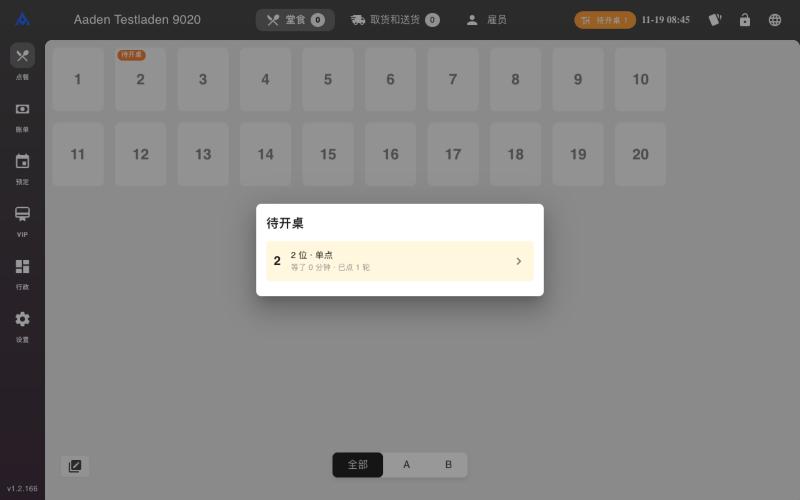 Aaden Testladen 9020
堂食 0
取货和送货 0
雇员
待开桌 1
11-19 08:45
点餐
账单
预定
VIP
行政
设置
v1.2.166
待开桌
1 2 3 4 5 6 7 8 9 10
11 12 13 14 15 16 17 18 19 20
待开桌
2
2 位 · 单点
等了 0 分钟 · 已点 1 轮
全部 A B